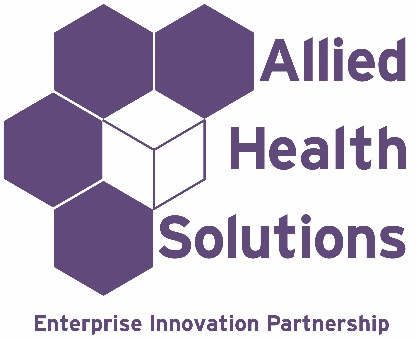 Allied
Health
Solutions
Enterprise Innovation Partnership